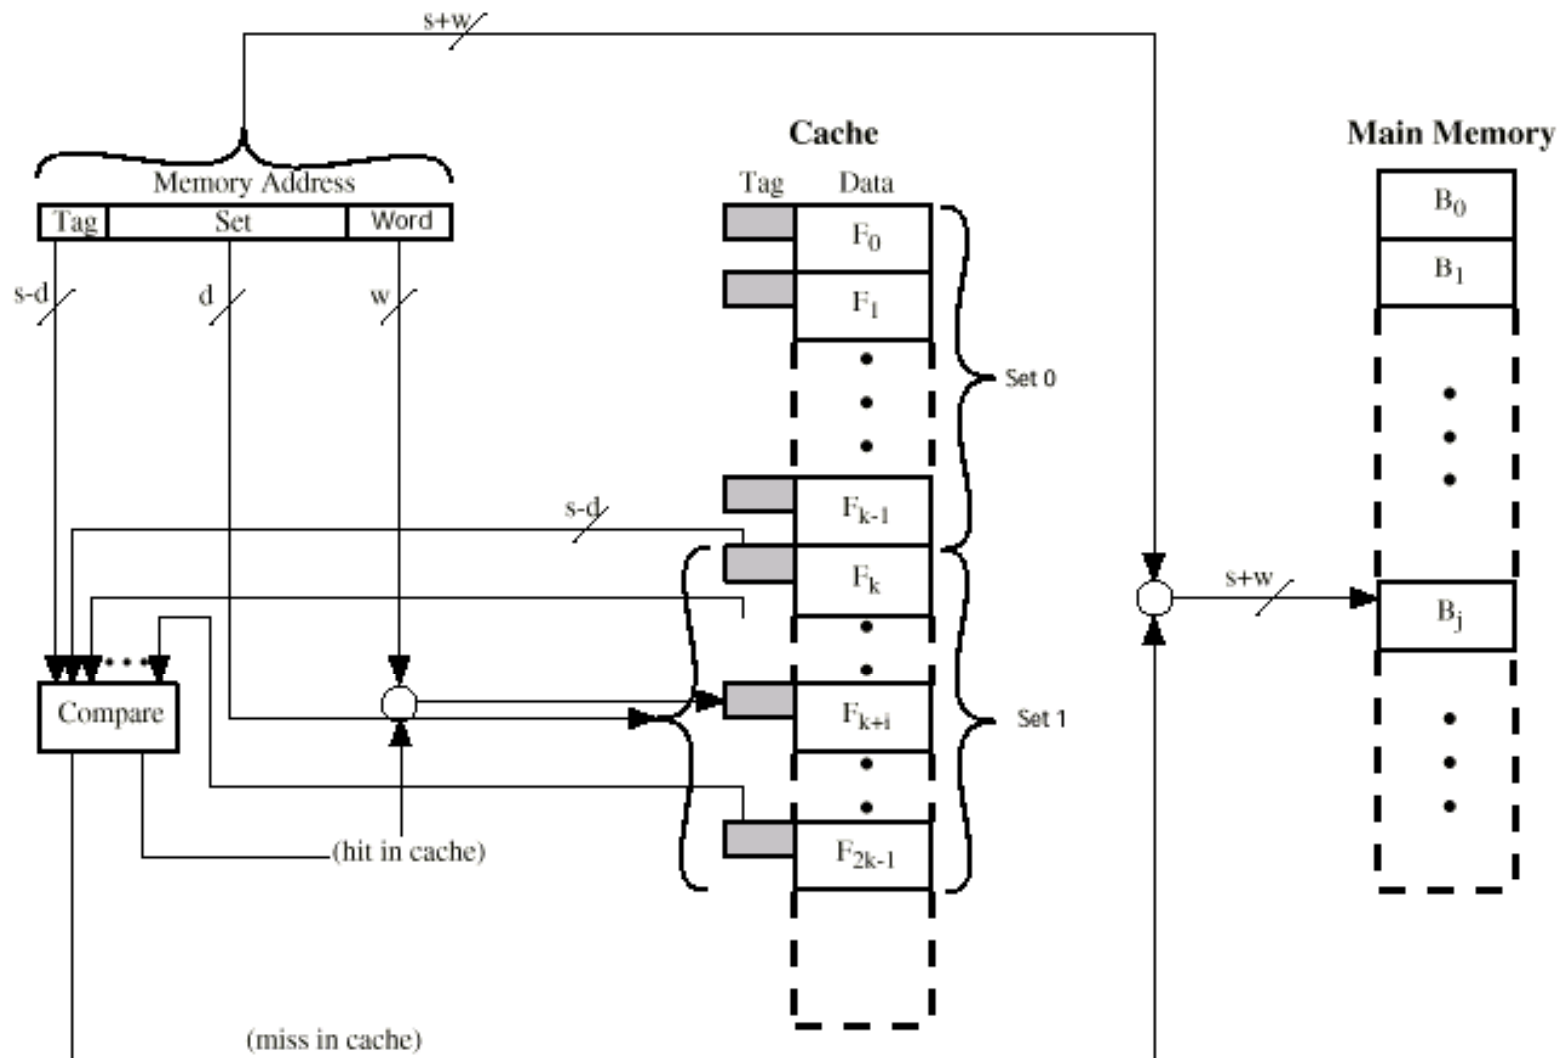 s+w
Cache
Main Memory
Memory Address
Tag Data
Tag Set Word
B0
F0
B1
s-d d w
F1
Set 0
s-d
Fk-1
Fk
s+w
Bj
Compare
Fk+i
Set 1
(hit in cache)
F2k-1
(miss in cache)